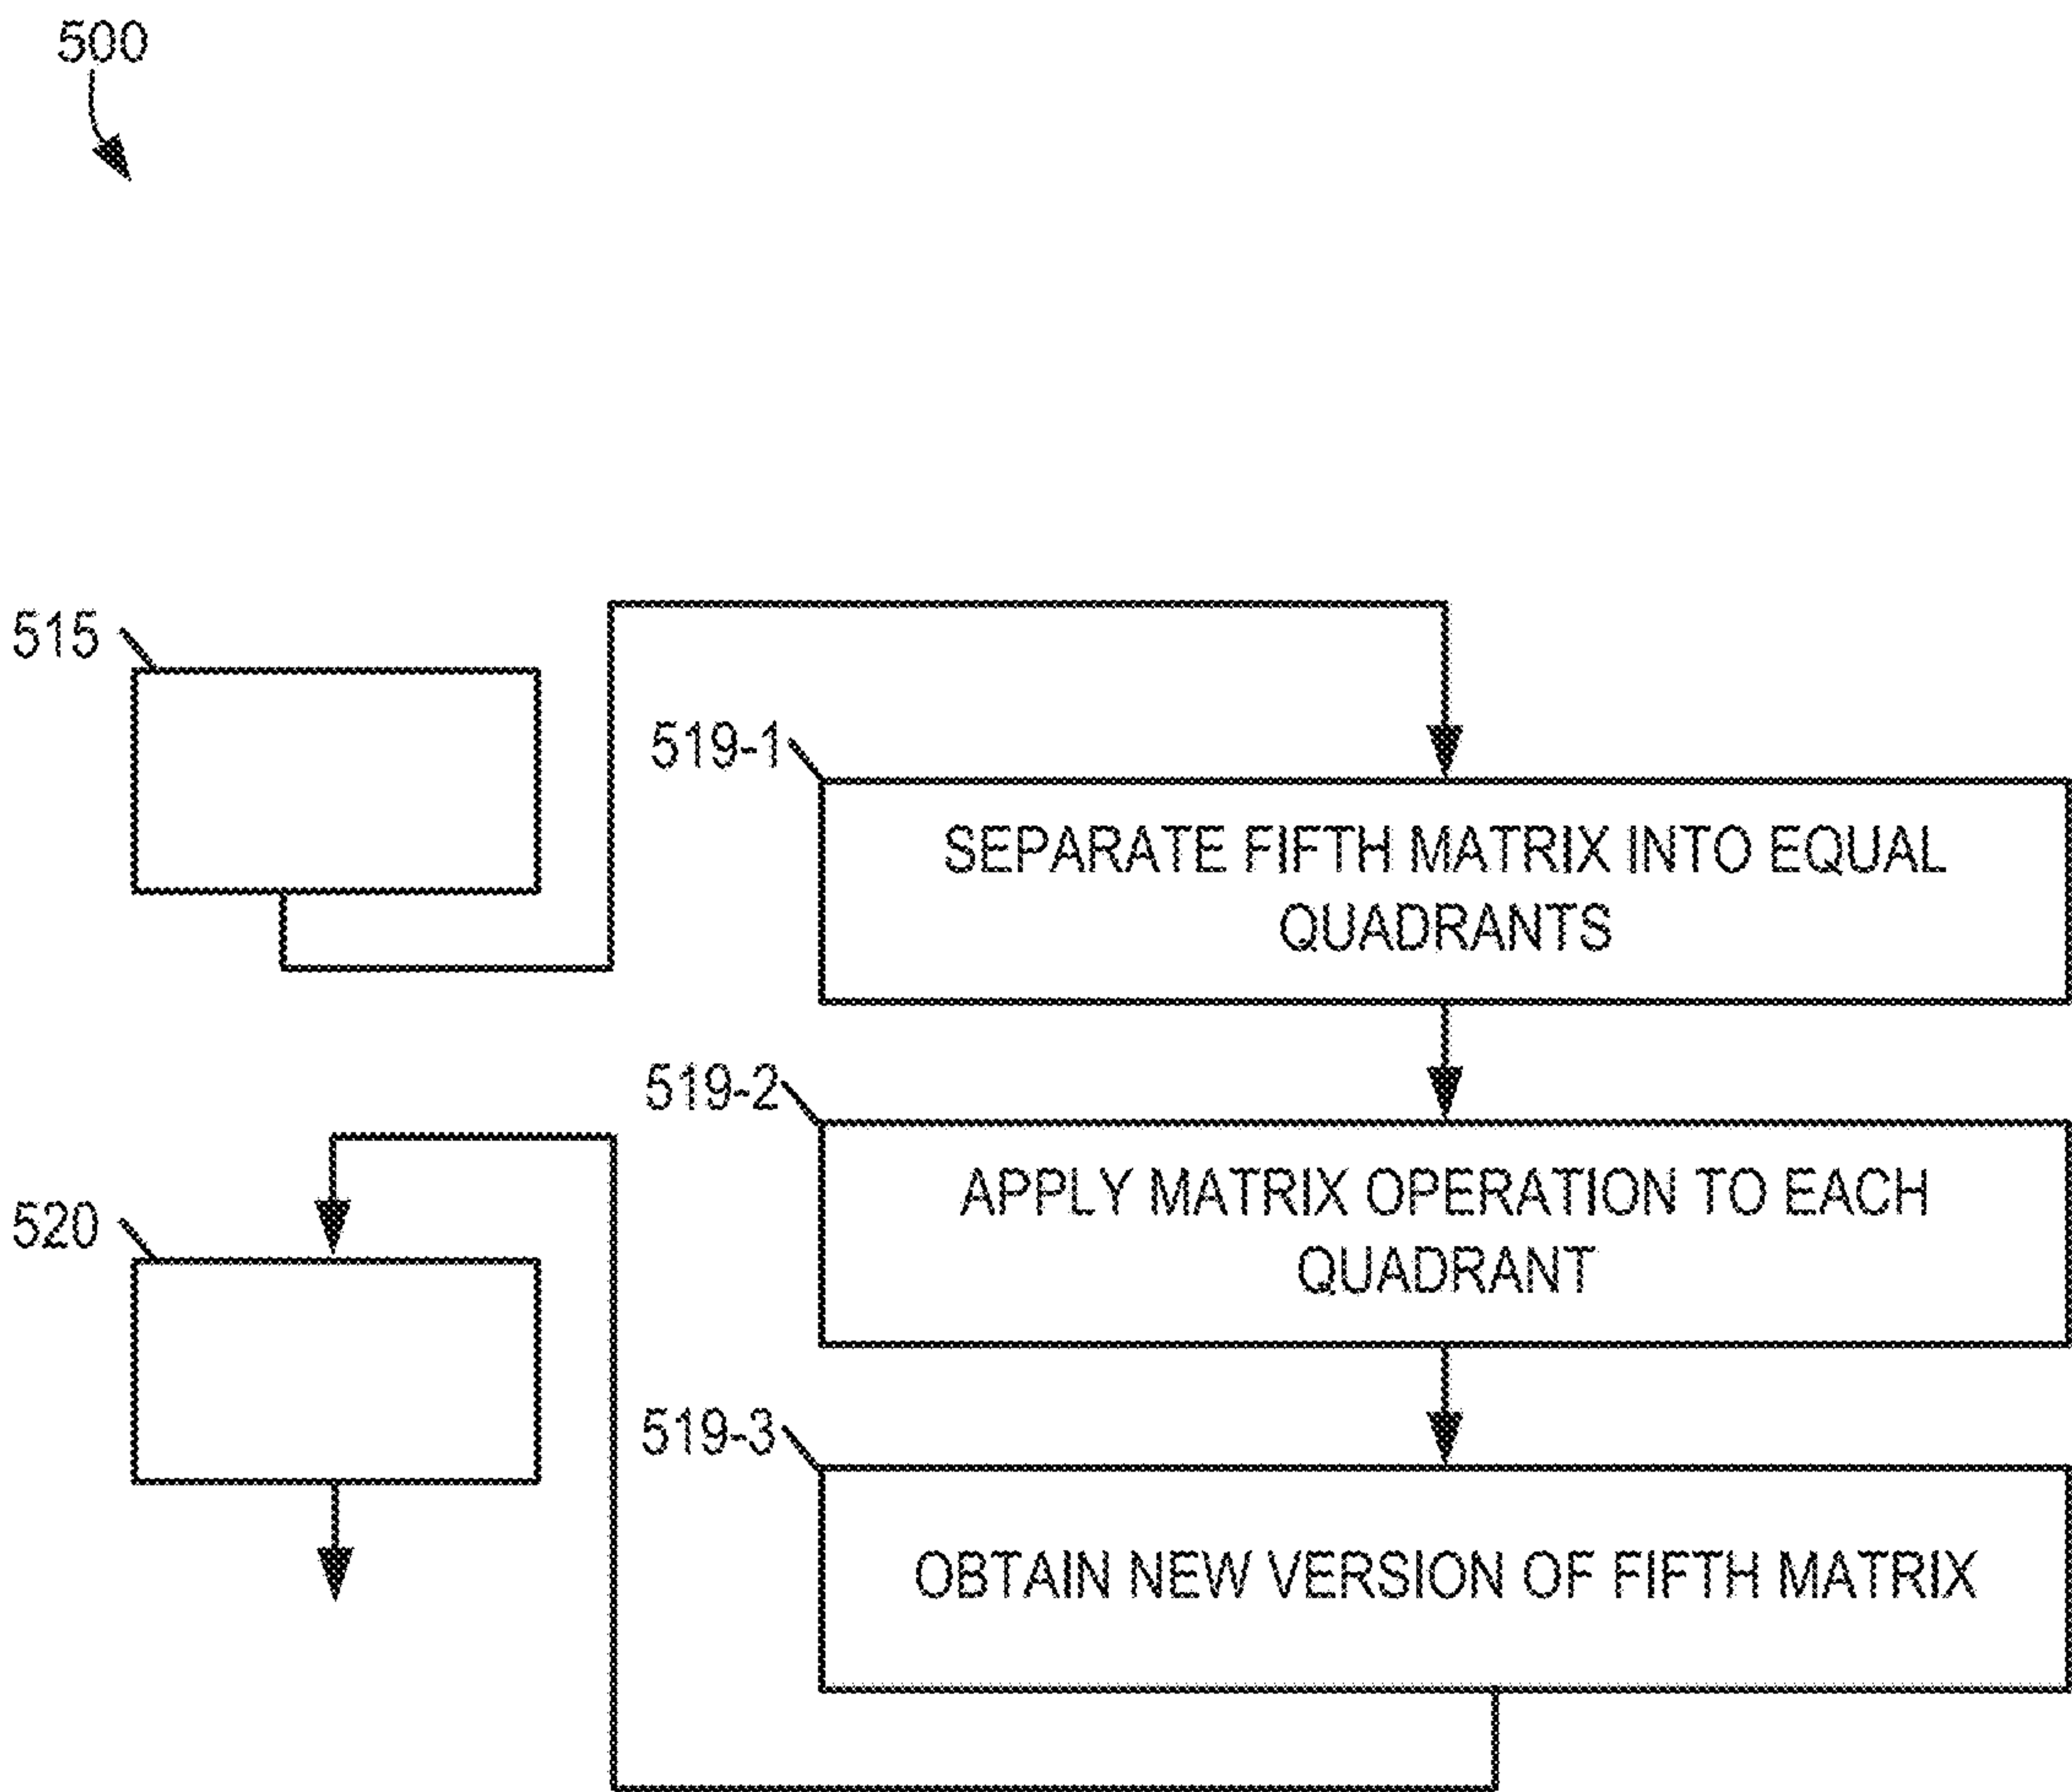 500
515
519-1
SEPARATE FIFTH MATRIX INTO EQUAL
QUADRANTS
519-2
APPLY MATRIX OPERATION TO EACH
QUADRANT
520
519-3
OBTAIN NEW VERSION OF FIFTH MATRIX